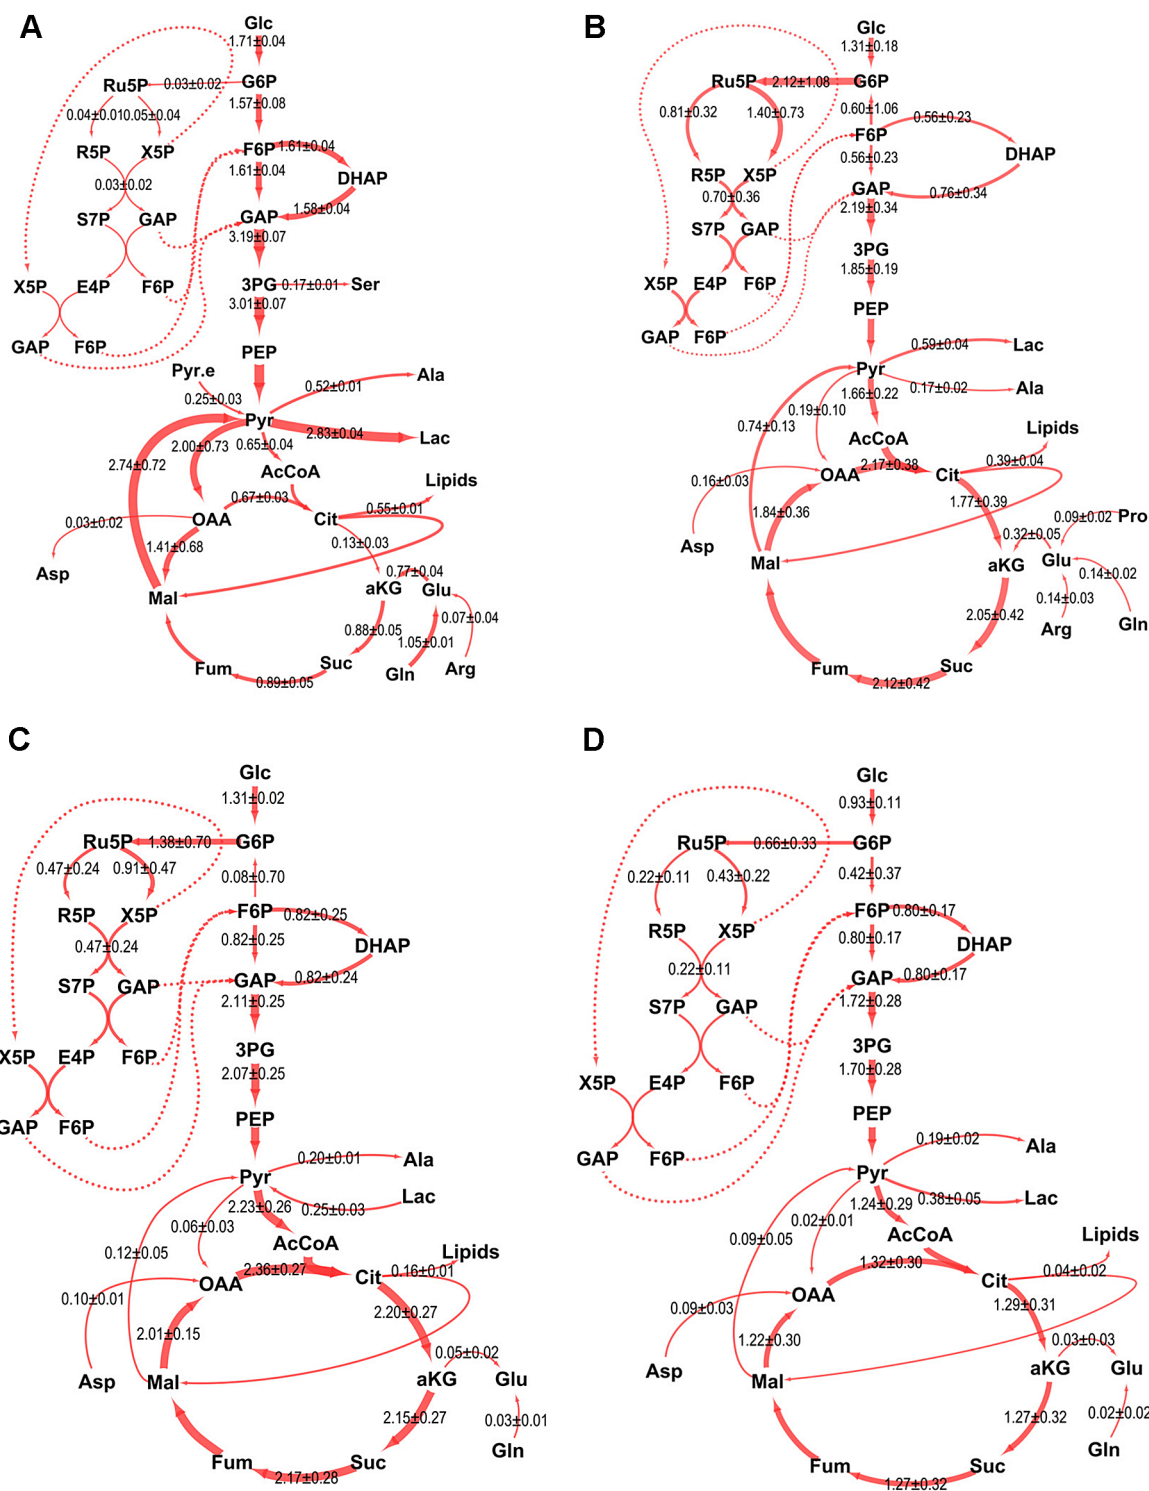 A
Glc
1.71±0.04
Ru5P
0.03±0.02
G6P
0.04±0.01
0.05±0.04
1.57±0.08
R5P
X5P
F6P
1.61±0.04
1.61±0.04
DHAP
0.03±0.02
S7P
GAP
GAP
1.58±0.04
3.19±0.07
X5P
E4P
F6P
3PG
0.17±0.01
Ser
3.01±0.07
GAP
F6P
PEP
Pyr.e
0.25±0.03
0.52±0.01
Ala
Pyr
2.83±0.04
Lac
2.74±0.72
2.00±0.73
0.65±0.04
AcCoA
Lipids
0.67±0.03
0.03±0.02
OAA
Cit
0.55±0.01
1.41±0.68
0.13±0.03
Asp
Mal
0.77±0.04
aKG
Glu
0.07±0.04
0.88±0.05
1.05±0.01
Fum
Suc
Gln
Arg
0.89±0.05
B
Glc
1.31±0.18
Ru5P
2.12±1.08
G6P
0.81±0.32
1.40±0.73
0.60±1.06
F6P
0.56±0.23
0.56±0.23
DHAP
R5P
X5P
GAP
0.76±0.34
0.70±0.36
2.19±0.34
S7P
GAP
3PG
1.85±0.19
X5P
E4P
F6P
PEP
GAP
F6P
0.59±0.04
Lac
Pyr
0.17±0.02
Ala
1.66±0.22
0.19±0.10
0.74±0.13
AcCoA
Lipids
0.16±0.03
OAA
2.17±0.38
Cit
0.39±0.04
1.84±0.36
1.77±0.39
0.09±0.02
Pro
Asp
Mal
0.32±0.05
aKG
Glu
0.14±0.02
0.14±0.03
2.05±0.42
Arg
Gln
Fum
Suc
2.12±0.42
C
Glc
1.31±0.02
Ru5P
1.38±0.70
G6P
0.47±0.24
0.91±0.47
0.08±0.70
R5P
X5P
F6P
0.82±0.25
0.47±0.24
0.82±0.25
DHAP
S7P
GAP
GAP
0.82±0.24
2.11±0.25
X5P
E4P
F6P
3PG
2.07±0.25
GAP
F6P
PEP
0.20±0.01
Ala
Pyr
Lac
2.23±0.26
0.25±0.03
0.06±0.03
0.12±0.05
AcCoA
Lipids
0.10±0.01
OAA
2.36±0.27
Cit
0.16±0.01
2.01±0.15
2.20±0.27
Asp
Mal
0.05±0.02
aKG
Glu
2.15±0.27
0.03±0.01
Gln
Fum
Suc
2.17±0.28
D
Glc
0.93±0.11
Ru5P
0.66±0.33
G6P
0.22±0.11
0.43±0.22
0.42±0.37
R5P
X5P
F6P
0.80±0.17
0.80±0.17
DHAP
0.22±0.11
GAP
0.80±0.17
S7P
GAP
1.72±0.28
3PG
1.70±0.28
X5P
E4P
F6P
PEP
GAP
F6P
0.19±0.02
Ala
Pyr
1.24±0.29
0.38±0.05
Lac
0.02±0.01
0.09±0.05
AcCoA
Lipids
1.32±0.30
Cit
0.04±0.02
0.09±0.03
OAA
1.29±0.31
1.22±0.30
0.03±0.03
Asp
Mal
aKG
Glu
1.27±0.32
0.02±0.02
Gln
Fum
Suc
1.27±0.32